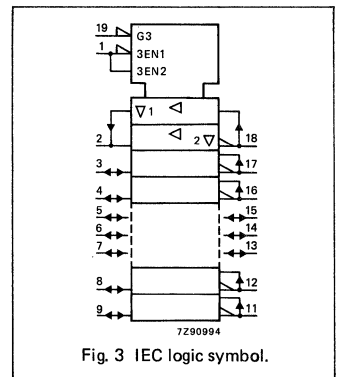 19 G3
1 3EN1
3EN2
▽1 ◁
2 ◁ 2▽ 18
3 17
4 16
5 15
6 14
7 13
8 12
9 11
7Z90994
Fig. 3 IEC logic symbol.